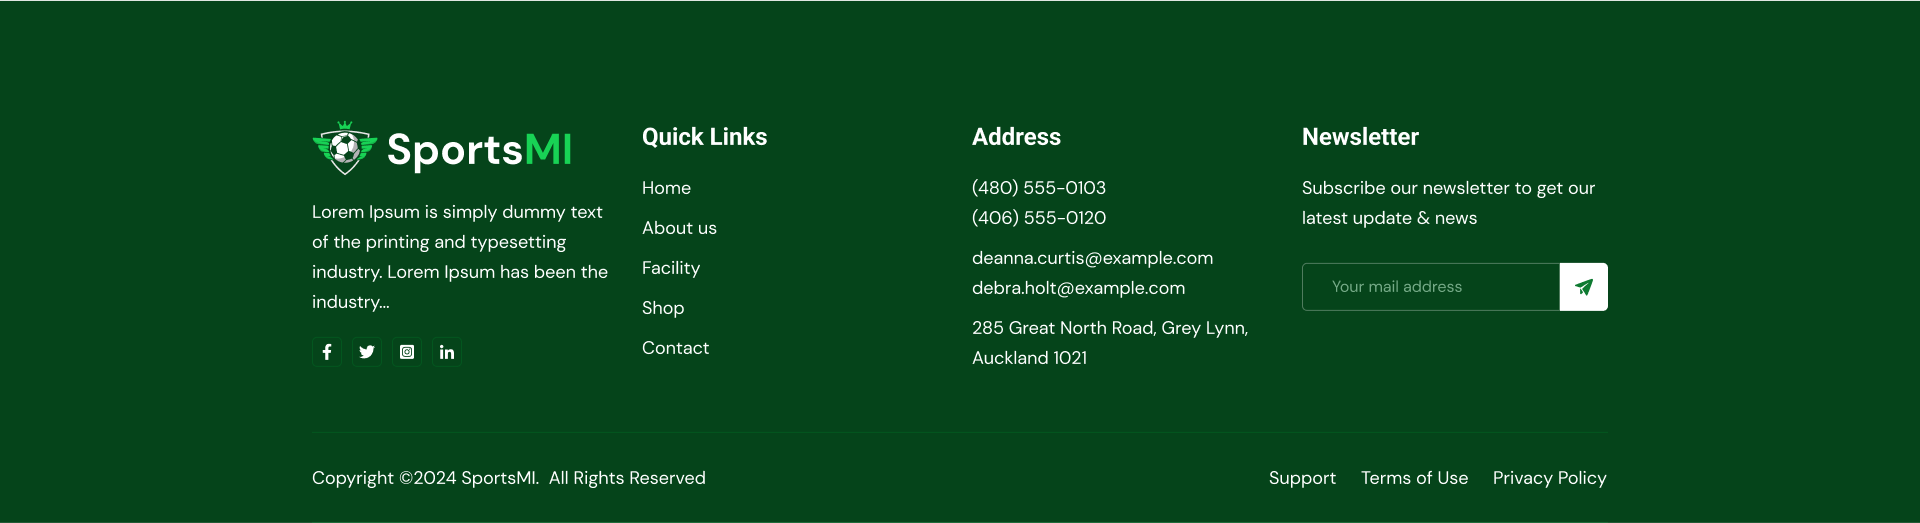 SportsMI
Lorem Ipsum is simply dummy text
of the printing and typesetting
industry. Lorem Ipsum has been the
industry...
Quick Links
Home
About us
Facility
Shop
Contact
Address
(480) 555-0103
(406) 555-0120
deanna.curtis@example.com
debra.holt@example.com
285 Great North Road, Grey Lynn,
Auckland 1021
Newsletter
Subscribe our newsletter to get our
latest update & news
Your mail address
Copyright ©2024 SportsMI. All Rights Reserved
Support Terms of Use Privacy Policy